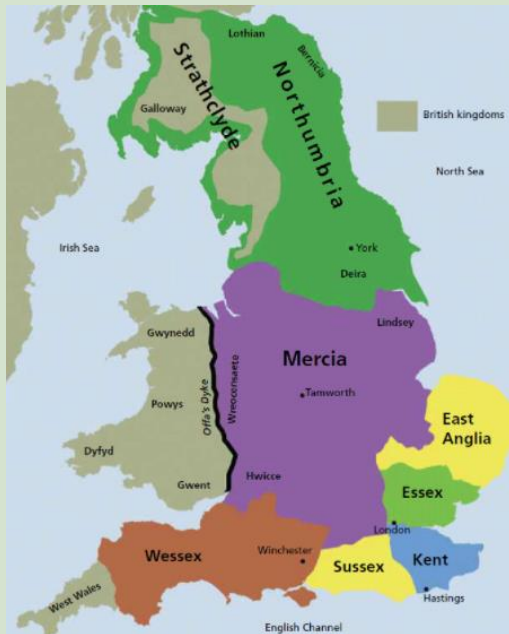 Lothian
Bernicia
Strathclyde
Northumbria
Galloway
British kingdoms
North Sea
Irish Sea
York
Deira
Lindsey
Gwynedd
Mercia
Offa's Dyke
Wreocensaete
Tamworth
Powys
East
Anglia
Dyfyd
Hwicce
Gwent
Essex
London
Wessex
Winchester
Sussex
Kent
West Wales
Hastings
English Channel